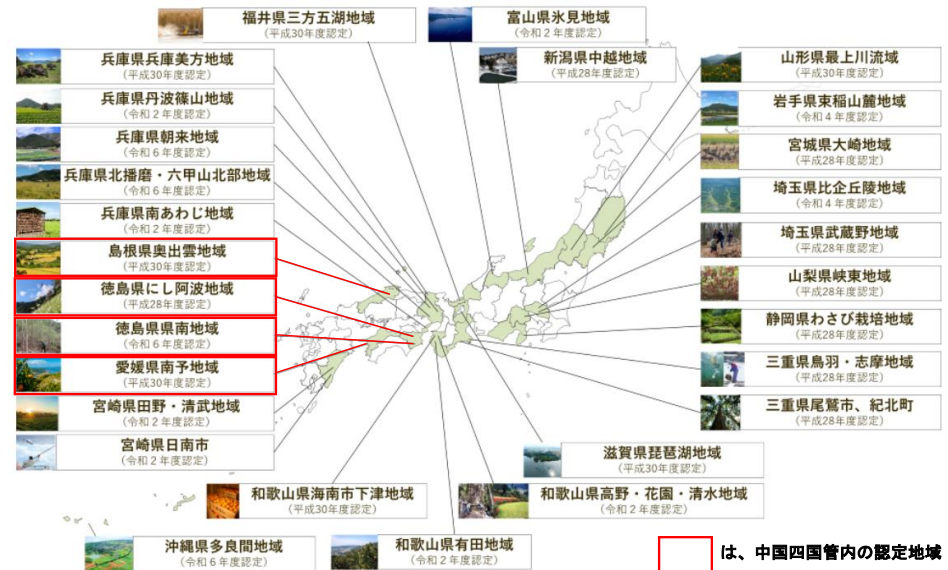 福井県三方五湖地域
(平成30年度認定)
富山県氷見地域
(令和2年度認定)
新潟県中越地域
(平成28年度認定)
兵庫県兵庫美方地域
(平成30年度認定)
兵庫県丹波篠山地域
(令和2年度認定)
兵庫県朝来地域
(令和6年度認定)
兵庫県北播磨・六甲山北部地域
(令和6年度認定)
兵庫県南あわじ地域
(令和2年度認定)
島根県奥出雲地域
(平成30年度認定)
徳島県にし阿波地域
(平成28年度認定)
徳島県県南地域
(令和6年度認定)
愛媛県南予地域
(平成30年度認定)
宮崎県田野・清武地域
(令和2年度認定)
宮崎県日南市
(令和2年度認定)
山形県最上川流域
(平成30年度認定)
岩手県束稲山麓地域
(令和4年度認定)
宮城県大崎地域
(平成28年度認定)
埼玉県比企丘陵地域
(令和4年度認定)
埼玉県武蔵野地域
(平成28年度認定)
山梨県峡東地域
(平成28年度認定)
静岡県わさび栽培地域
(平成28年度認定)
三重県鳥羽・志摩地域
(平成28年度認定)
三重県尾鷲市、紀北町
(平成28年度認定)
滋賀県琵琶湖地域
(平成30年度認定)
和歌山県海南市下津地域
(平成30年度認定)
和歌山県高野・花園・清水地域
(令和2年度認定)
沖縄県多良間地域
(令和6年度認定)
和歌山県有田地域
(令和2年度認定)
は、中国四国管内の認定地域